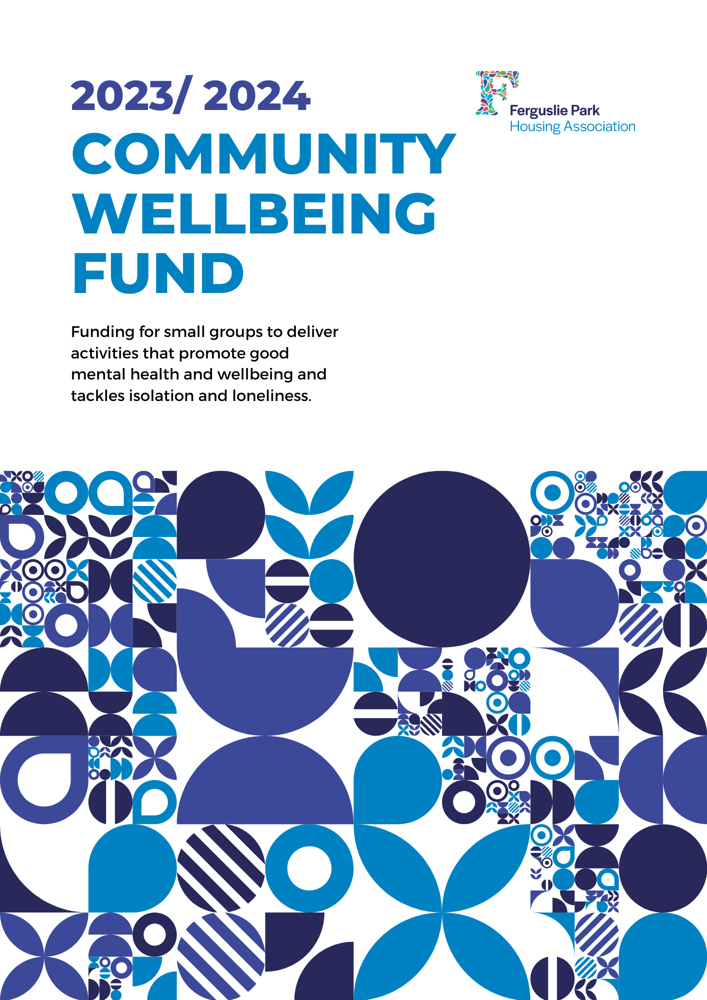 2023/ 2024
COMMUNITY
WELLBEING
FUND
Ferguslie Park
Housing Association
Funding for small groups to deliver
activities that promote good
mental health and wellbeing and
tackles isolation and loneliness.